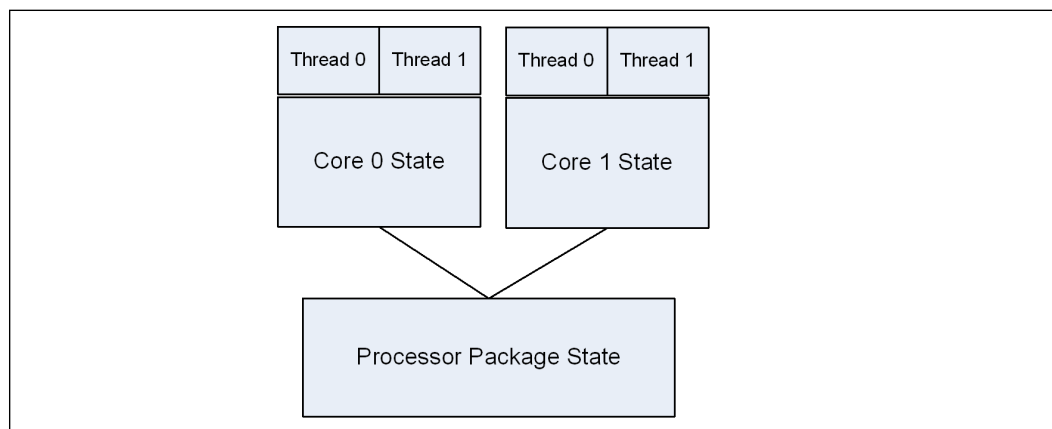 Thread 0 Thread 1 Thread 0 Thread 1
Core 0 State Core 1 State
Processor Package State